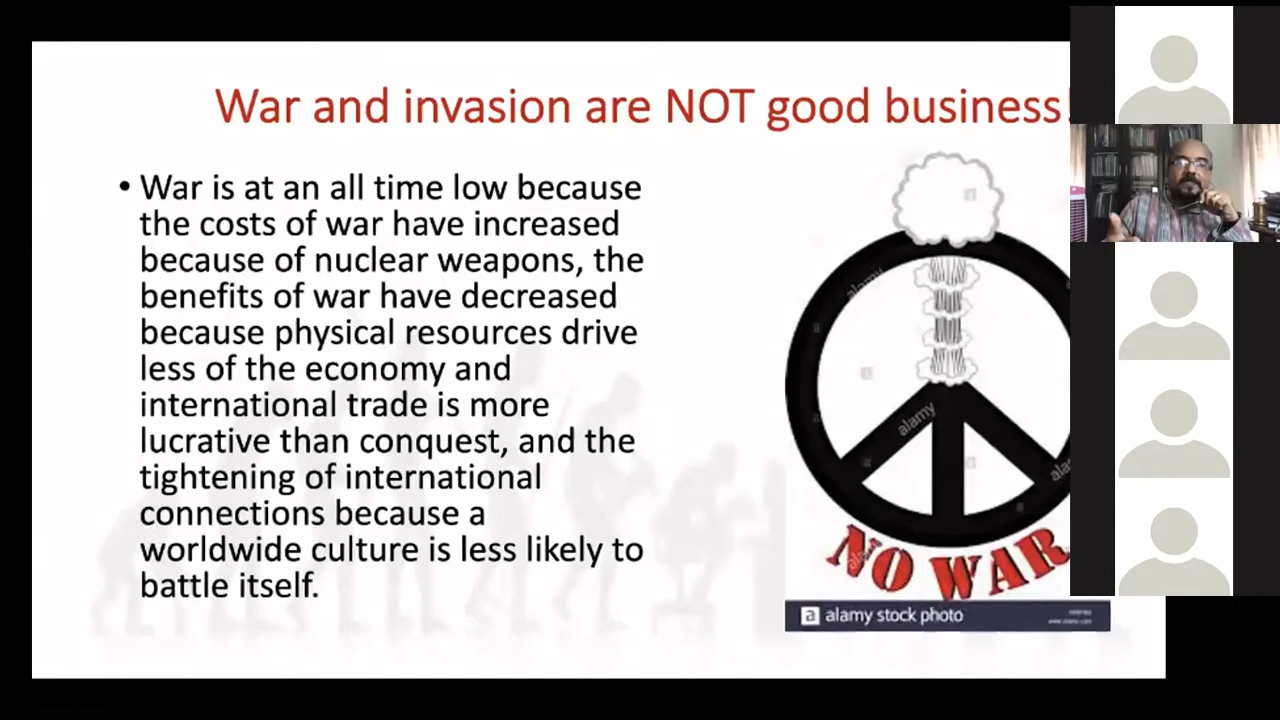 War and invasion are NOT good business!
• War is at an all time low because
the costs of war have increased
because of nuclear weapons, the
benefits of war have decreased
because physical resources drive
less of the economy and
international trade is more
lucrative than conquest, and the
tightening of international
connections because a
worldwide culture is less likely to
battle itself.
alamy
alamy
NO WAR
a alamy stock photo